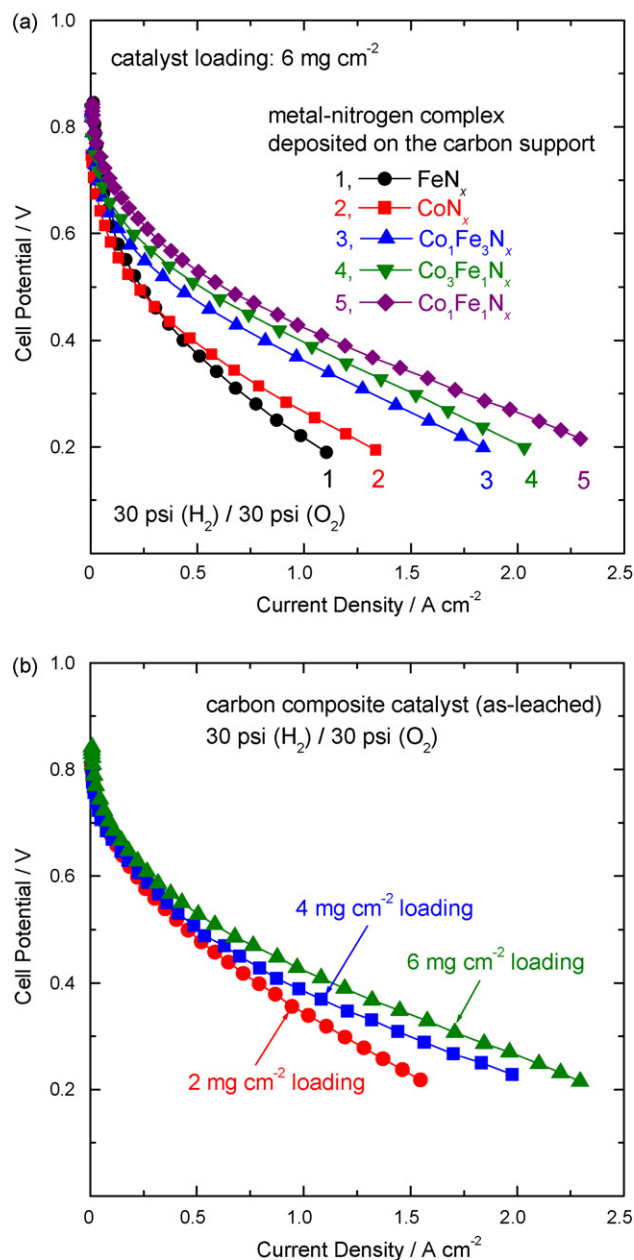 (a)
1.0
catalyst loading: 6 mg cm⁻²
metal-nitrogen complex
deposited on the carbon support
0.8
1, FeNₓ
2, CoNₓ
3, Co₁Fe₃Nₓ
4, Co₃Fe₁Nₓ
5, Co₁Fe₁Nₓ
0.6
0.4
0.2
Cell Potential / V
1 2 3 4 5
30 psi (H₂) / 30 psi (O₂)
0 0.5 1.0 1.5 2.0 2.5
Current Density / A cm⁻²
(b)
1.0
carbon composite catalyst (as-leached)
30 psi (H₂) / 30 psi (O₂)
0.8
0.6
0.4
0.2
Cell Potential / V
4 mg cm⁻² loading
6 mg cm⁻² loading
2 mg cm⁻² loading
0 0.5 1.0 1.5 2.0 2.5
Current Density / A cm⁻²